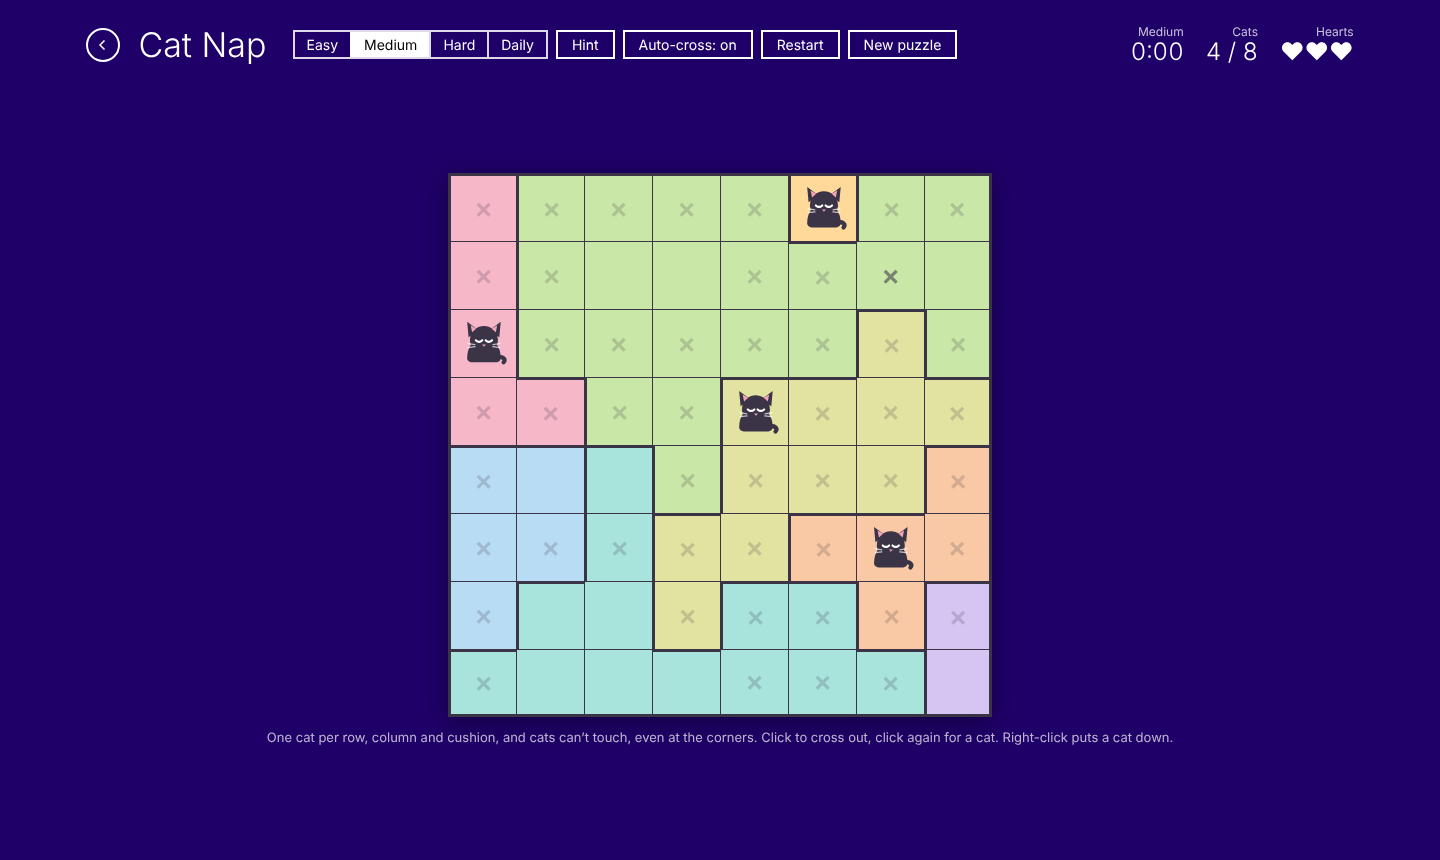 Cat Nap
Easy
Medium
Hard
Daily
Hint
Auto-cross: on
Restart
New puzzle
Medium
0:00
Cats
4 / 8
Hearts
One cat per row, column and cushion, and cats can’t touch, even at the corners. Click to cross out, click again for a cat. Right-click puts a cat down.